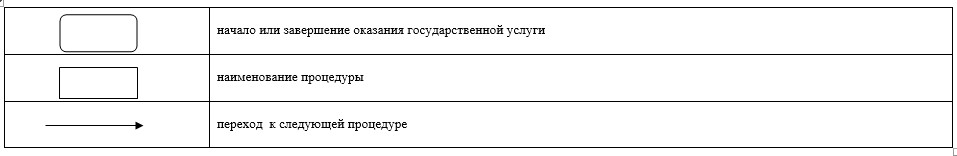 начало или завершение оказания государственной услуги
наименование процедуры
переход к следующей процедуре